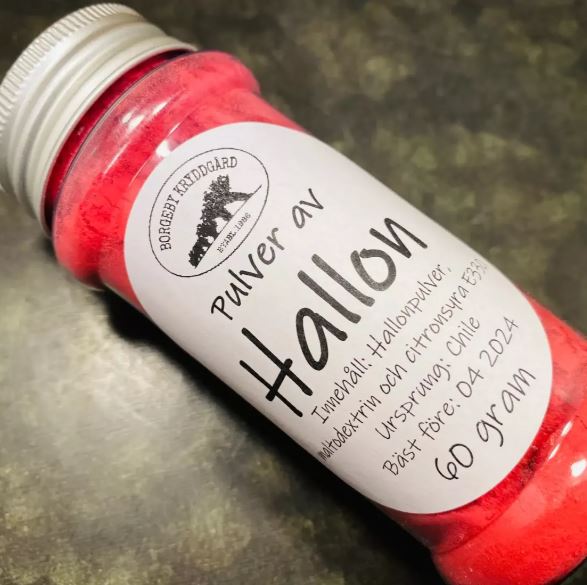 BORGEBY KRYDDGÅRD
ETABL 1996
Pulver av
Hallon
Innehåll: Hallonpulver,
maltodextrin och citronsyra E330
Ursprung: Chile
Bäst före: 04 2024
60 gram